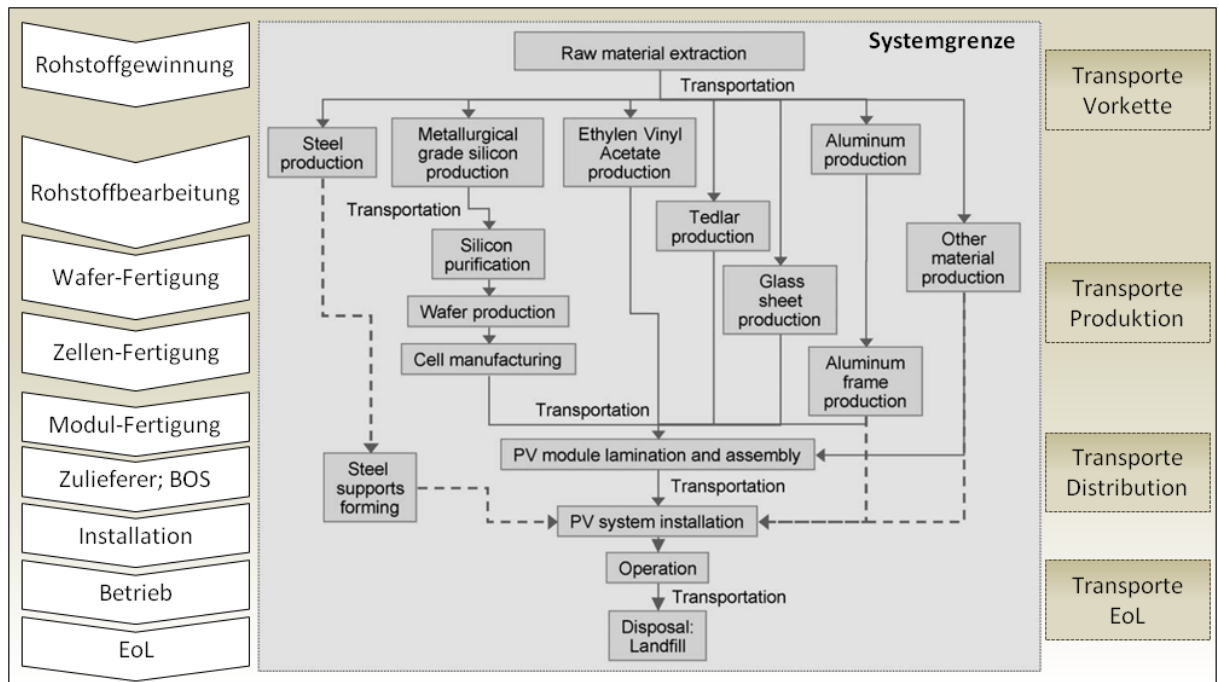 Rohstoffgewinnung
Rohstoffbearbeitung
Wafer-Fertigung
Zellen-Fertigung
Modul-Fertigung
Zulieferer; BOS
Installation
Betrieb
EoL
Systemgrenze
Raw material extraction
Transportation
Steel
production
Metallurgical
grade silicon
production
Ethylen Vinyl
Acetate
production
Aluminum
production
Transportation
Tedlar
production
Silicon
purification
Other
material
production
Glass
sheet
production
Wafer production
Cell manufacturing
Aluminum
frame
production
Transportation
PV module lamination and assembly
Steel
supports
forming
Transportation
PV system installation
Operation
Transportation
Disposal:
Landfill
Transporte
Vorkette
Transporte
Produktion
Transporte
Distribution
Transporte
EoL